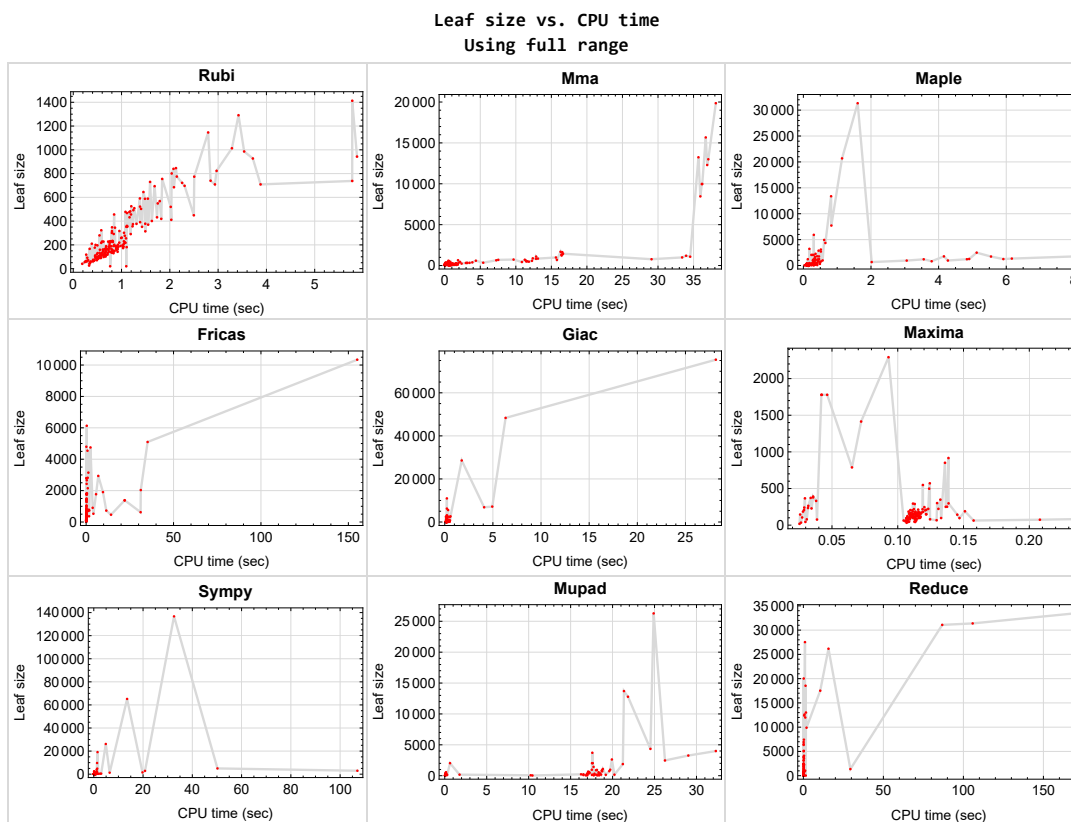 Leaf size vs. CPU time
Using full range
Rubi
Leaf size
1400
1200
1000
800
600
400
200
0
0 1 2 3 4 5
CPU time (sec)
Mma
Leaf size
20 000
15 000
10 000
5000
0
0 5 10 15 20 25 30 35
CPU time (sec)
Maple
Leaf size
30 000
25 000
20 000
15 000
10 000
5000
0
0 2 4 6 8
CPU time (sec)
Fricas
Leaf size
10 000
8000
6000
4000
2000
0
0 50 100 150
CPU time (sec)
Giac
Leaf size
60 000
40 000
20 000
0
0 5 10 15 20 25
CPU time (sec)
Maxima
Leaf size
2000
1500
1000
500
0
0.05 0.10 0.15 0.20
CPU time (sec)
Sympy
Leaf size
140 000
120 000
100 000
80 000
60 000
40 000
20 000
0
0 20 40 60 80 100
CPU time (sec)
Mupad
Leaf size
25 000
20 000
15 000
10 000
5000
0
0 5 10 15 20 25 30
CPU time (sec)
Reduce
Leaf size
35 000
30 000
25 000
20 000
15 000
10 000
5000
0
0 50 100 150
CPU time (sec)